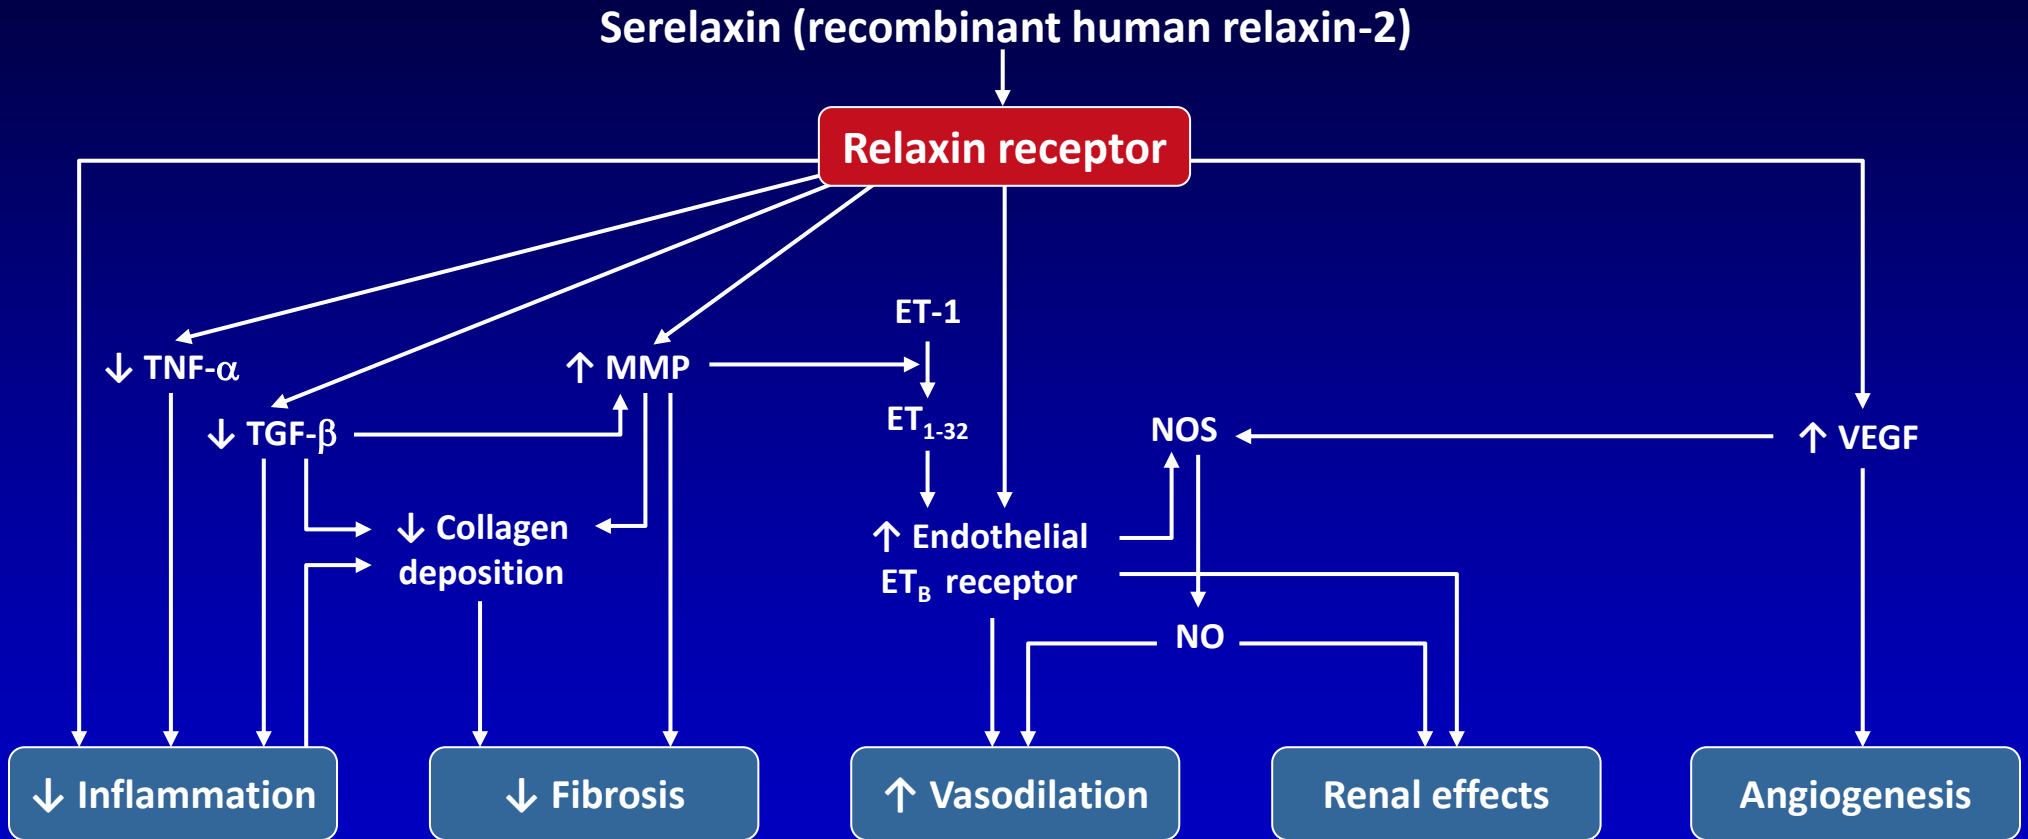 Serelaxin (recombinant human relaxin-2)
Relaxin receptor
ET-1
↓ TNF-α
↑ MMP
ET1-32
↓ TGF-β
NOS
↑ VEGF
↓ Collagen
deposition
↑ Endothelial
ETB receptor
NO
↓ Inflammation
↓ Fibrosis
↑ Vasodilation
Renal effects
Angiogenesis